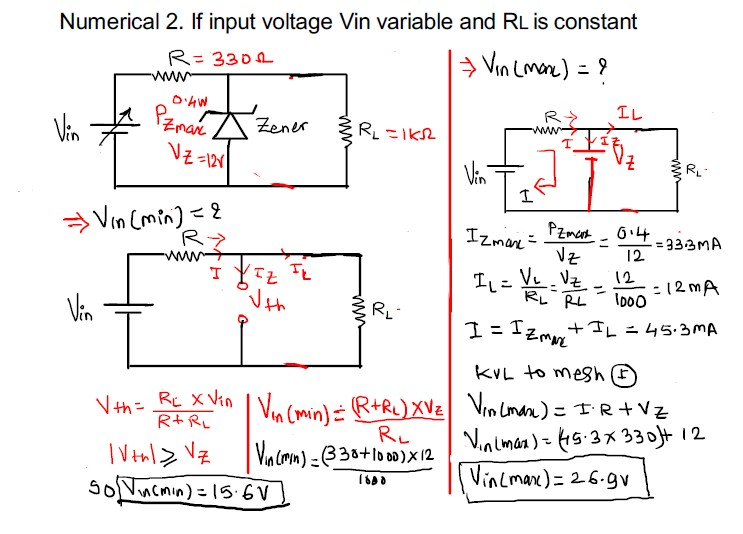 Numerical 2. If input voltage Vin variable and RL is constant
R = 330Ω
0.4W
PZmax
VZ = 12V
Zener
RL = 1KΩ
Vin
⇒ Vin(min) = ?
R
I
IZ
IL
Vth
Vin
RL
Vth = RL × Vin / R + RL
|Vth| ⩾ VZ
so Vin(min) = 15.6V
Vin(min) = (R+RL) × VZ / RL
Vin(min) = (330+1000) × 12 / 1000
⇒ Vin(max) = ?
R
IL
I
IZ
VZ
Vin
I
RL
IZmax = PZmax / VZ = 0.4 / 12 = 33.3mA
IL = VL / RL = VZ / RL = 12 / 1000 = 12mA
I = IZmax + IL = 45.3mA
KVL to mesh I
Vin(max) = I·R + VZ
Vin(max) = (45.3 × 330) + 12
Vin(max) = 26.9V